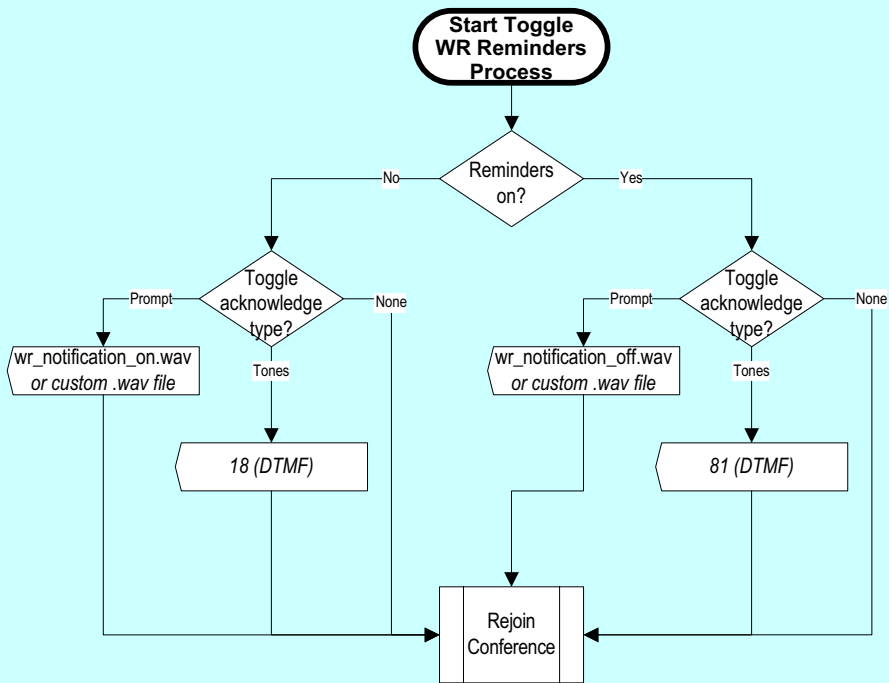 Start Toggle
WR Reminders
Process
Reminders
on?
No
Yes
Toggle
acknowledge
type?
Prompt
None
Tones
wr_notification_on.wav
or custom .wav file
18 (DTMF)
Toggle
acknowledge
type?
Prompt
None
Tones
wr_notification_off.wav
or custom .wav file
81 (DTMF)
Rejoin
Conference